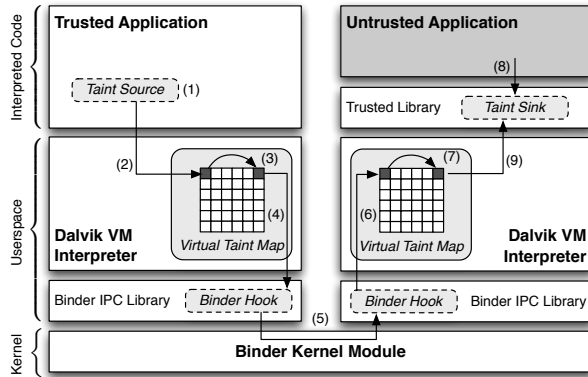 Interpreted Code
Trusted Application
Taint Source
(1)
(2)
(3)
(4)
Virtual Taint Map
Userspace
Dalvik VM
Interpreter
Binder IPC Library
Binder Hook
(5)
Kernel
Binder Kernel Module
Untrusted Application
(8)
Trusted Library
Taint Sink
(9)
(7)
(6)
Virtual Taint Map
Dalvik VM
Interpreter
Binder Hook
Binder IPC Library